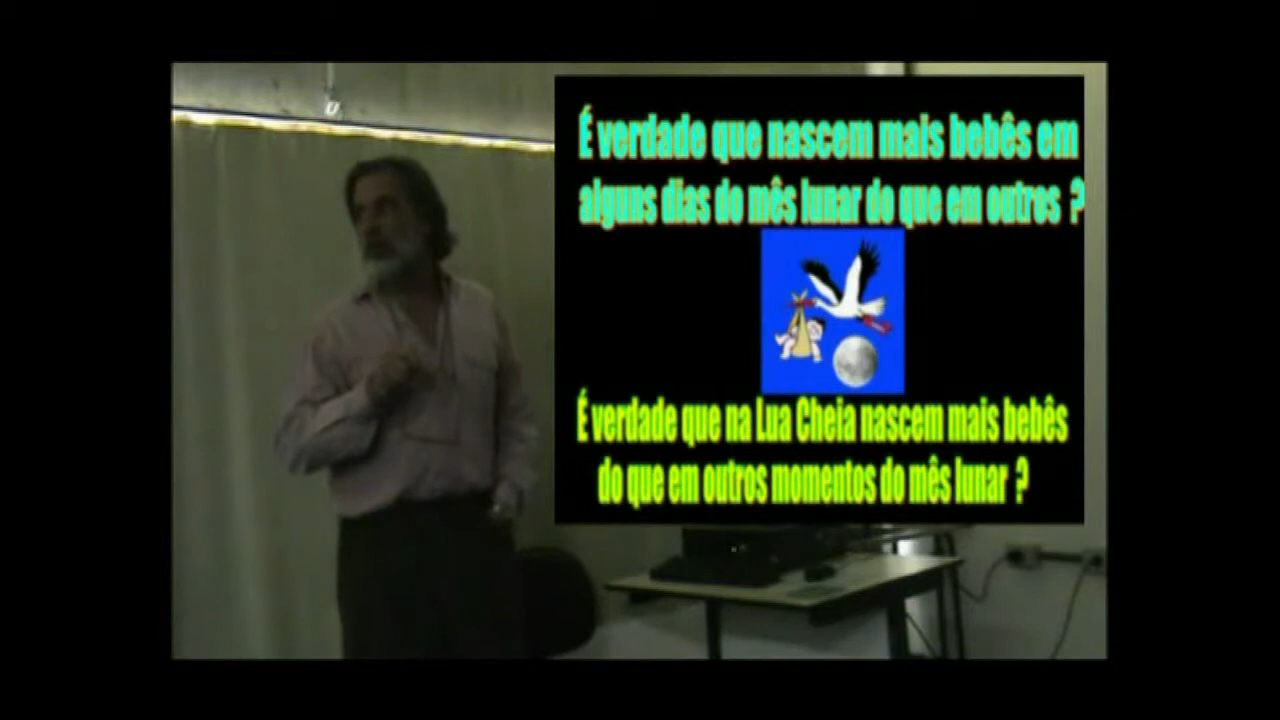 É verdade que nascem mais bebês em
alguns dias do mês lunar do que em outros ?
É verdade que na Lua Cheia nascem mais bebês
do que em outros momentos do mês lunar ?